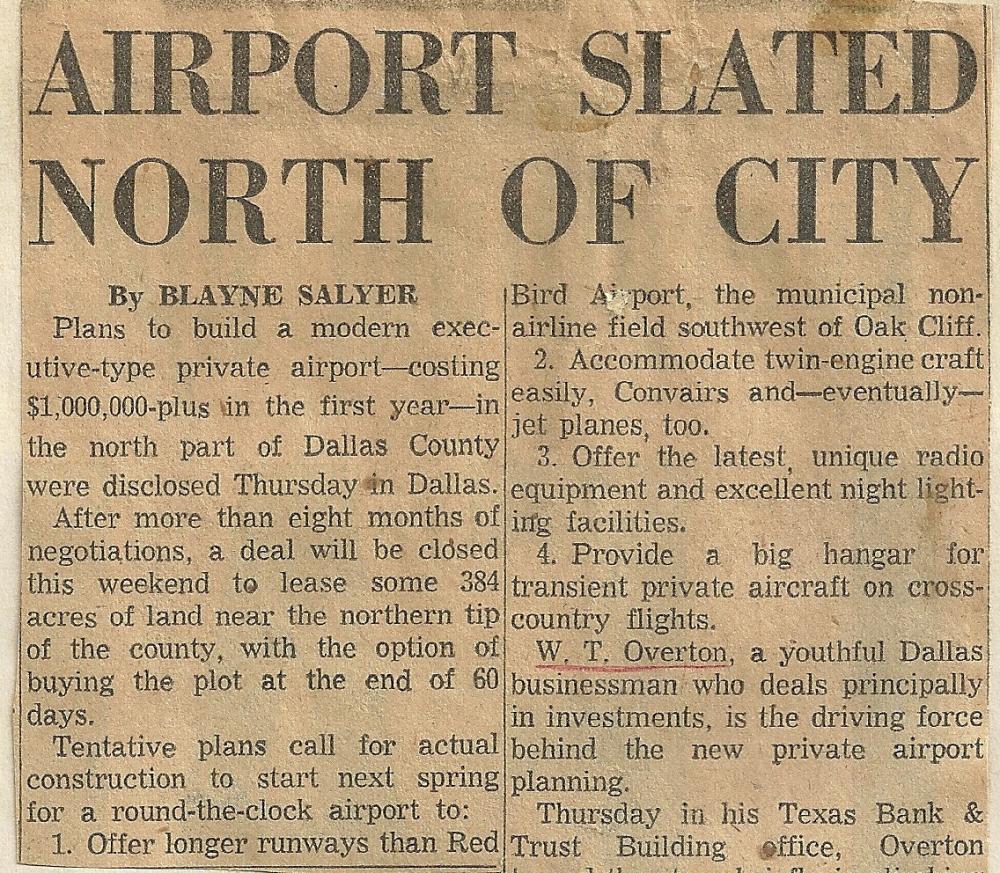 AIRPORT SLATED
NORTH OF CITY
By BLAYNE SALYER
Plans to build a modern exec-
utive-type private airport—costing
$1,000,000-plus in the first year—in
the north part of Dallas County
were disclosed Thursday in Dallas.
After more than eight months of
negotiations, a deal will be closed
this weekend to lease some 384
acres of land near the northern tip
of the county, with the option of
buying the plot at the end of 60
days.
Tentative plans call for actual
construction to start next spring
for a round-the-clock airport to:
1. Offer longer runways than Red
Bird Airport, the municipal non-
airline field southwest of Oak Cliff.
2. Accommodate twin-engine craft
easily, Convairs and—eventually—
jet planes, too.
3. Offer the latest, unique radio
equipment and excellent night light-
ing facilities.
4. Provide a big hangar for
transient private aircraft on cross-
country flights.
W. T. Overton, a youthful Dallas
businessman who deals principally
in investments, is the driving force
behind the new private airport
planning.
Thursday in his Texas Bank &
Trust Building office, Overton